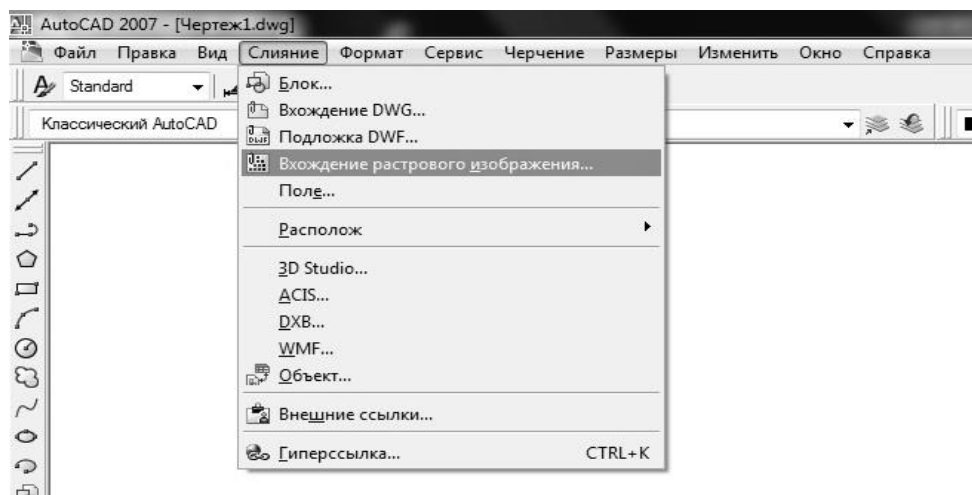 AutoCAD 2007 - [Чертеж1.dwg]
Файл Правка Вид Слияние Формат Сервис Черчение Размеры Изменить Окно Справка
Standard
Классический AutoCAD
Блок...
Вхождение DWG...
Подложка DWF...
Вхождение растрового изображения...
Поле...
Располож
3D Studio...
ACIS...
DXB...
WMF...
Объект...
Внешние ссылки...
Гиперссылка... CTRL+K